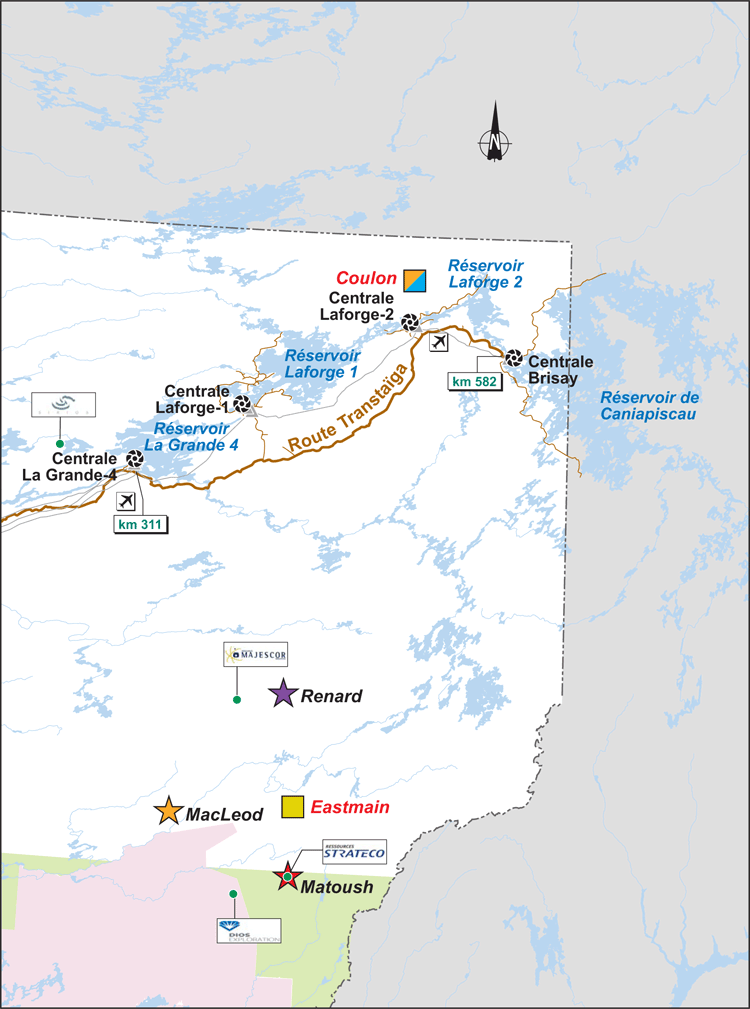 N
Coulon
Réservoir
Laforge 2
Centrale
Laforge-2
Réservoir
Laforge 1
Centrale
Brisay
km 582
Route Transtaïga
Centrale
Laforge-1
Réservoir de
Caniapiscau
Réservoir
La Grande 4
Centrale
La Grande-4
km 311
MAJESCOR
Renard
MacLeod
Eastmain
RESSOURCES
STRATECO
Matoush
DIOS
EXPLORATION